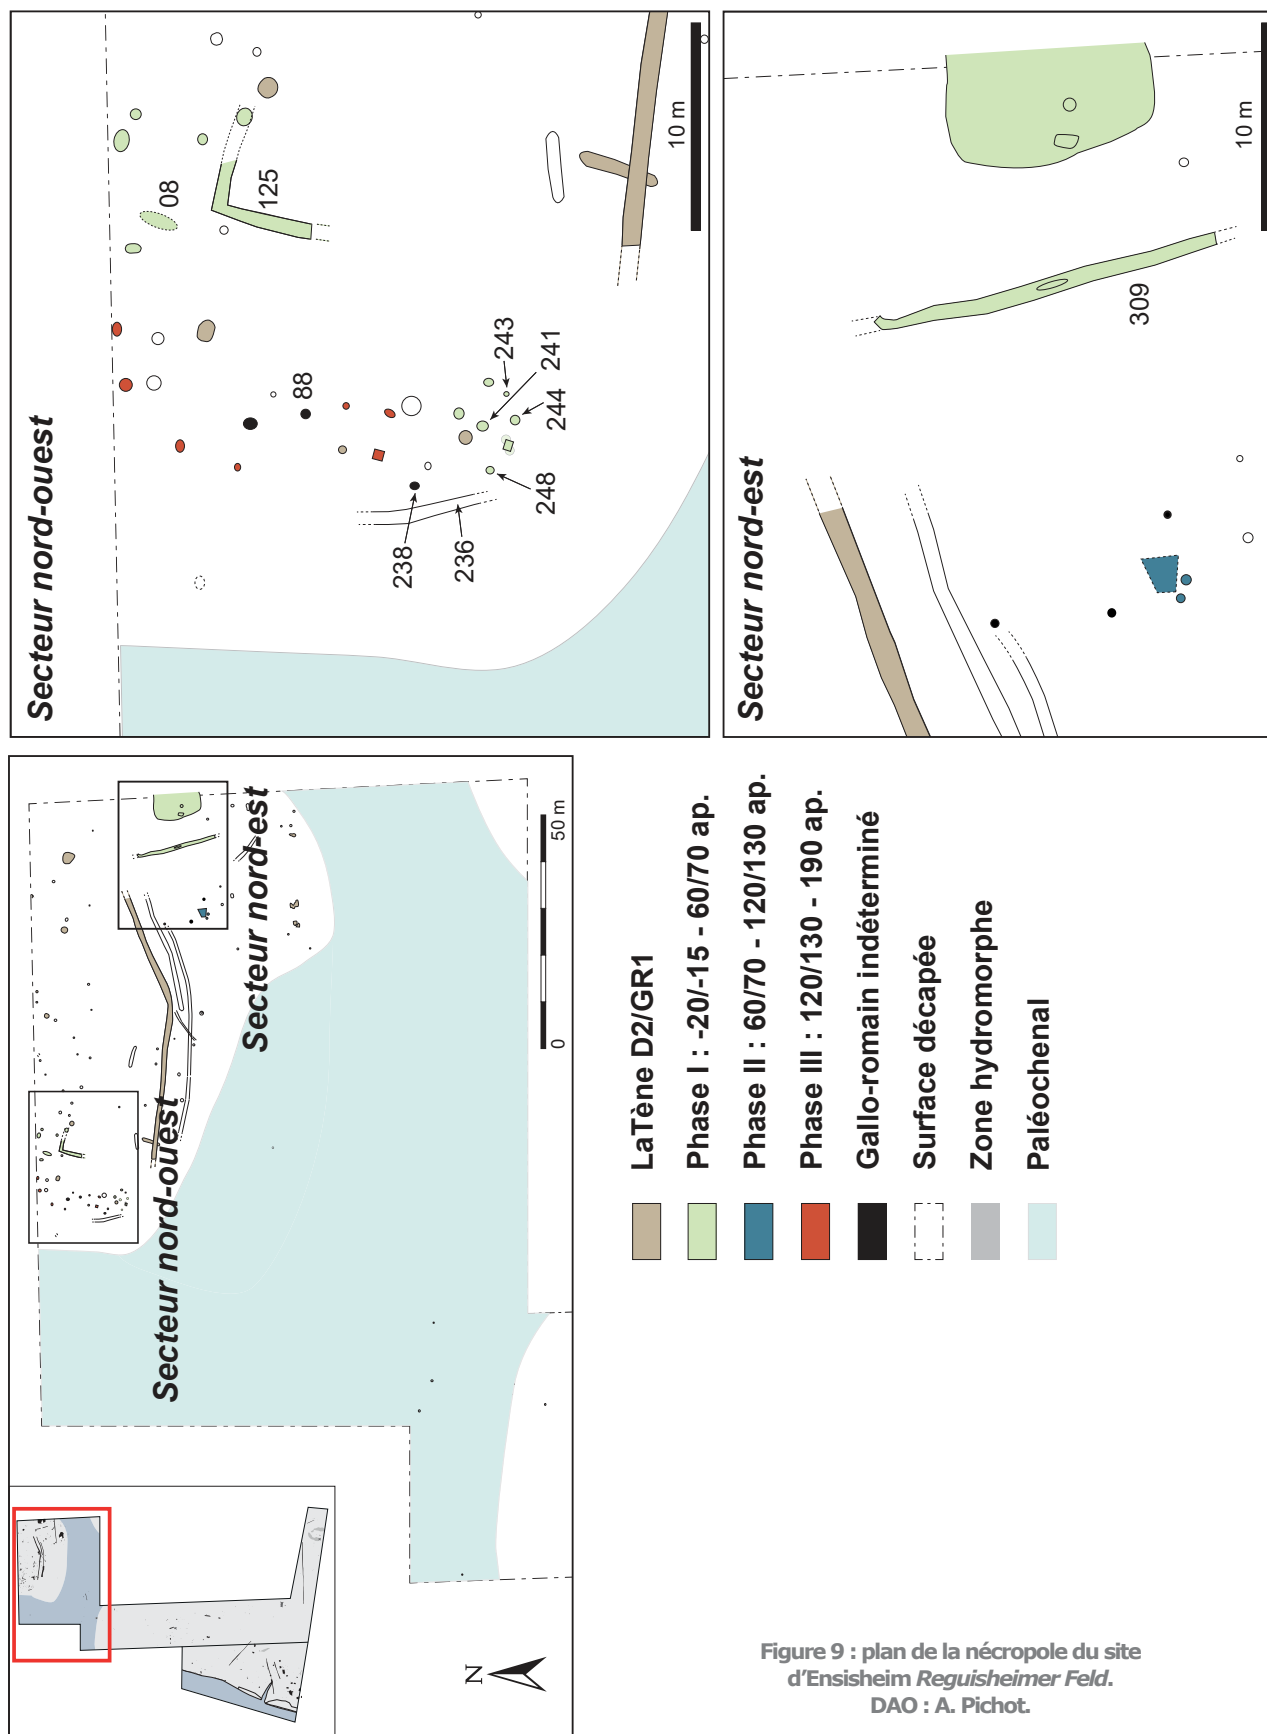 Secteur nord-ouest
08
125
88
243
241
244
248
238
236
10 m
Secteur nord-est
309
10 m
Secteur nord-ouest
Secteur nord-est
0
50 m
N
LaTène D2/GR1
Phase I : -20/-15 - 60/70 ap.
Phase II : 60/70 - 120/130 ap.
Phase III : 120/130 - 190 ap.
Gallo-romain indéterminé
Surface décapée
Zone hydromorphe
Paléochenal
Figure 9 : plan de la nécropole du site
d'Ensisheim Reguisheimer Feld.
DAO : A. Pichot.